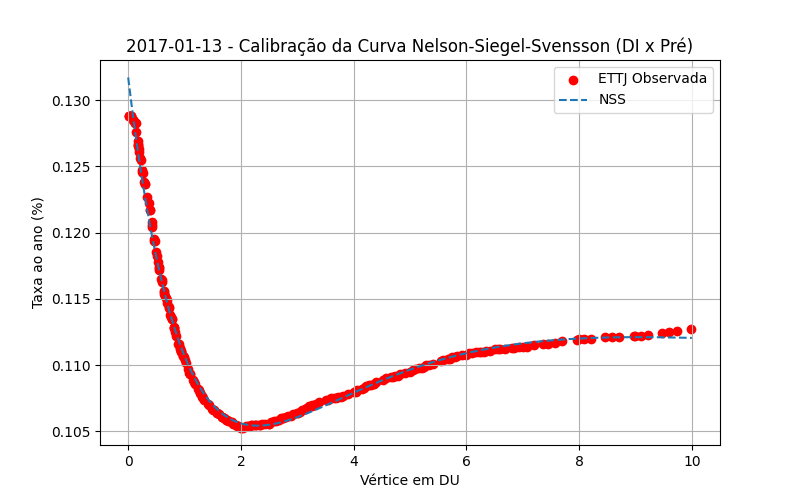 2017-01-13 - Calibração da Curva Nelson-Siegel-Svensson (DI x Pré)
ETTJ Observada
NSS
Taxa ao ano (%)
0.130
0.125
0.120
0.115
0.110
0.105
0 2 4 6 8 10
Vértice em DU